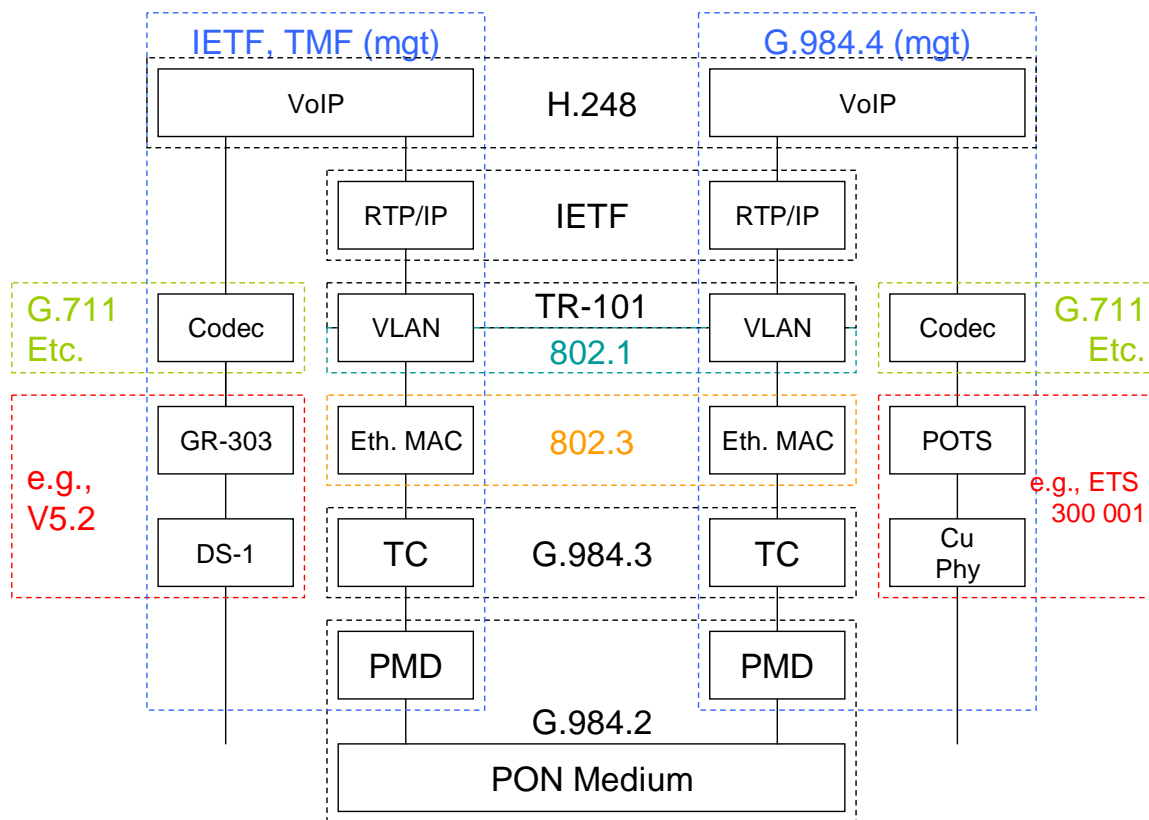 IETF, TMF (mgt)
G.984.4 (mgt)
VoIP
H.248
VoIP
RTP/IP
IETF
RTP/IP
G.711
Etc.
Codec
VLAN
TR-101
802.1
VLAN
Codec
G.711
Etc.
e.g.,
V5.2
GR-303
Eth. MAC
802.3
Eth. MAC
POTS
e.g., ETS
300 001
DS-1
TC
G.984.3
TC
Cu
Phy
PMD
PMD
G.984.2
PON Medium